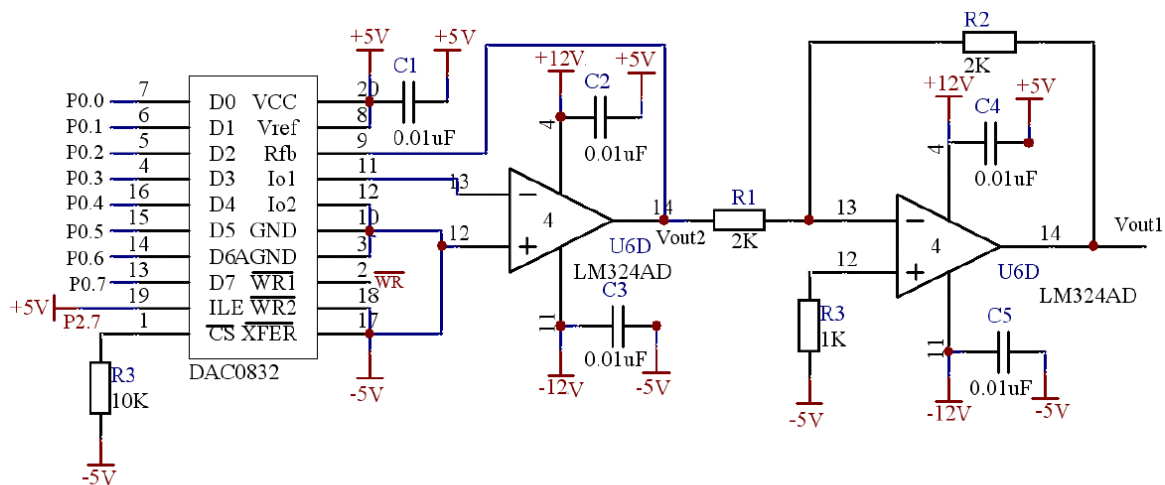 R2
2K
+5V
+5V
C1
0.01uF
+12V
C2
+5V
4
0.01uF
+12V
C4
+5V
4
0.01uF
P0.0 7 D0 VCC 20
P0.1 6 D1 Vref 8
P0.2 5 D2 Rfb 9
P0.3 4 D3 Io1 11
P0.4 16 D4 Io2 12
P0.5 15 D5 GND 10
P0.6 14 D6 AGND 3
P0.7 13 D7 WR1 2 WR
+5V P2.7 19 ILE WR2 18
1 CS XFER 17
DAC0832
R3
10K
-5V
-5V
13
12
4
14
Vout2
U6D
LM324AD
11
C3
0.01uF
-12V
-5V
R1
2K
13
12
4
14
Vout1
U6D
LM324AD
R3
1K
-5V
11
C5
0.01uF
-12V
-5V